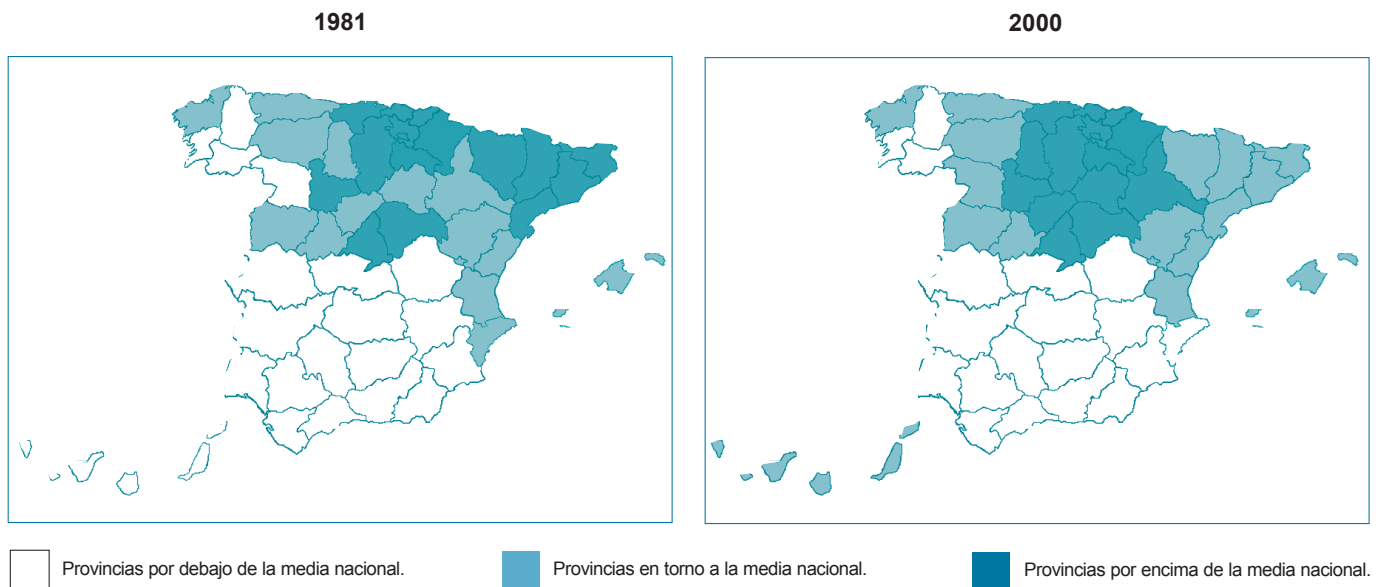 1981
2000
Provincias por debajo de la media nacional.
Provincias en torno a la media nacional.
Provincias por encima de la media nacional.